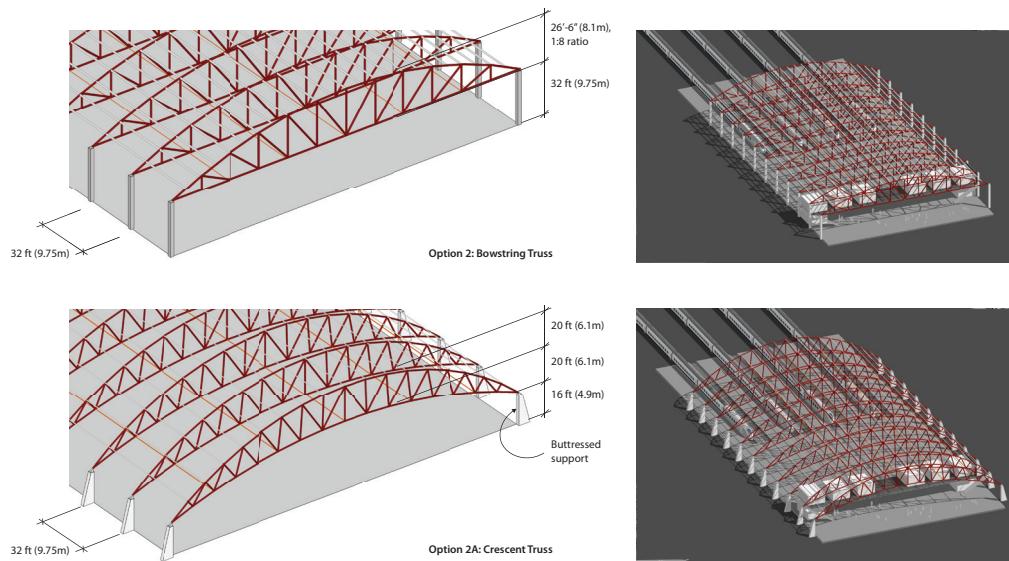 26’-6” (8.1m),
1:8 ratio
32 ft (9.75m)
32 ft (9.75m)
Option 2: Bowstring Truss
20 ft (6.1m)
20 ft (6.1m)
16 ft (4.9m)
Buttressed
support
32 ft (9.75m)
Option 2A: Crescent Truss